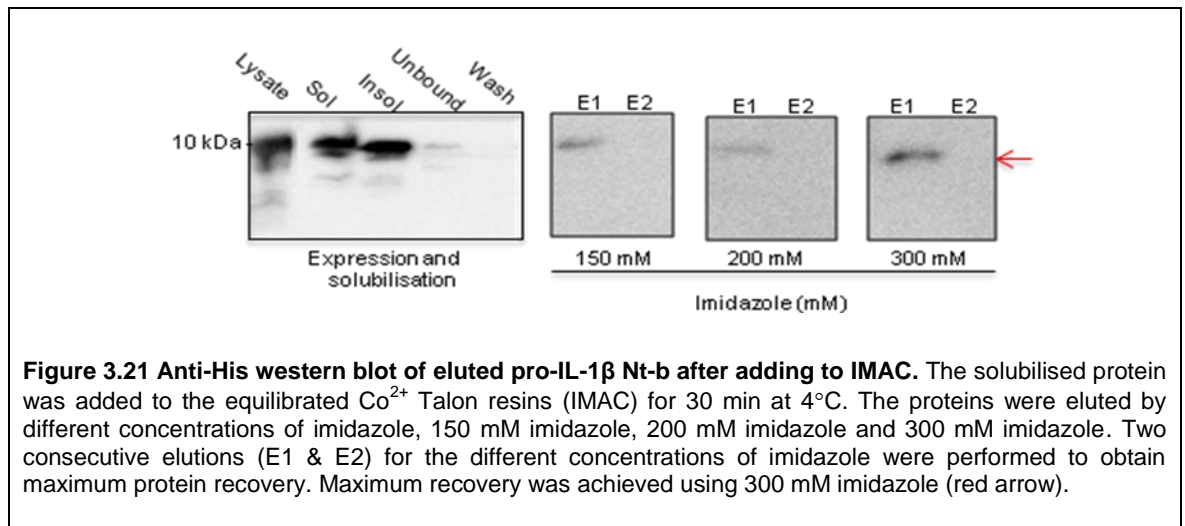 Lysate Sol Insol Unbound Wash
E1 E2 E1 E2 E1 E2
10 kDa
Expression and
solubilisation
150 mM 200 mM 300 mM
Imidazole (mM)
Figure 3.21 Anti-His western blot of eluted pro-IL-1β Nt-b after adding to IMAC. The solubilised protein
was added to the equilibrated Co²⁺ Talon resins (IMAC) for 30 min at 4°C. The proteins were eluted by
different concentrations of imidazole, 150 mM imidazole, 200 mM imidazole and 300 mM imidazole. Two
consecutive elutions (E1 & E2) for the different concentrations of imidazole were performed to obtain
maximum protein recovery. Maximum recovery was achieved using 300 mM imidazole (red arrow).